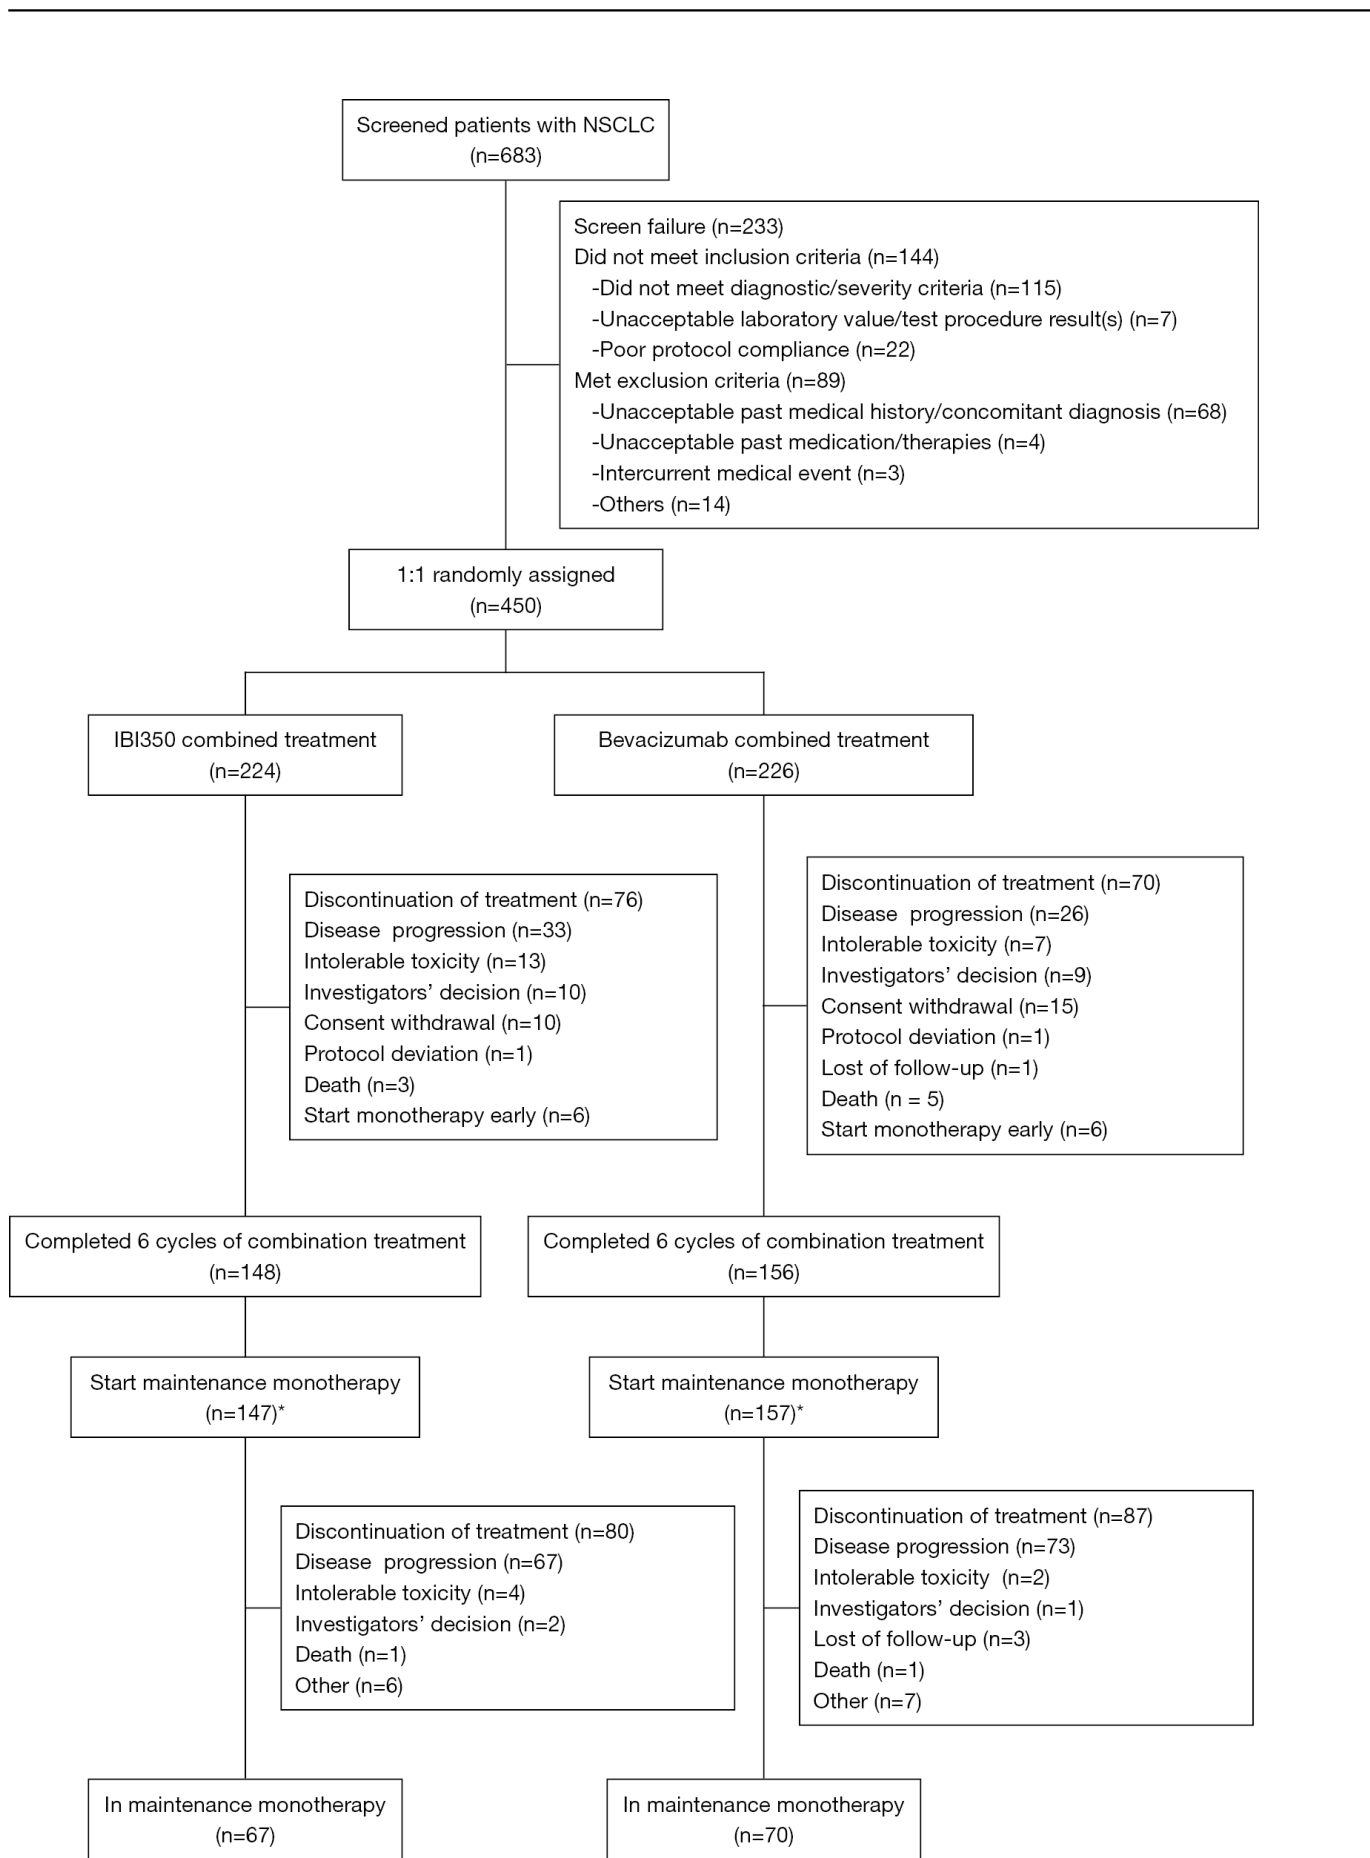 Screened patients with NSCLC
(n=683)
Screen failure (n=233)
Did not meet inclusion criteria (n=144)
-Did not meet diagnostic/severity criteria (n=115)
-Unacceptable laboratory value/test procedure result(s) (n=7)
-Poor protocol compliance (n=22)
Met exclusion criteria (n=89)
-Unacceptable past medical history/concomitant diagnosis (n=68)
-Unacceptable past medication/therapies (n=4)
-Intercurrent medical event (n=3)
-Others (n=14)
1:1 randomly assigned
(n=450)
IBI350 combined treatment
(n=224)
Bevacizumab combined treatment
(n=226)
Discontinuation of treatment (n=76)
Disease  progression (n=33)
Intolerable toxicity (n=13)
Investigators’ decision (n=10)
Consent withdrawal (n=10)
Protocol deviation (n=1)
Death (n=3)
Start monotherapy early (n=6)
Discontinuation of treatment (n=70)
Disease  progression (n=26)
Intolerable toxicity (n=7)
Investigators’ decision (n=9)
Consent withdrawal (n=15)
Protocol deviation (n=1)
Lost of follow-up (n=1)
Death (n = 5)
Start monotherapy early (n=6)
Completed 6 cycles of combination treatment
(n=148)
Completed 6 cycles of combination treatment
(n=156)
Start maintenance monotherapy
(n=147)*
Start maintenance monotherapy
(n=157)*
Discontinuation of treatment (n=80)
Disease  progression (n=67)
Intolerable toxicity (n=4)
Investigators’ decision (n=2)
Death (n=1)
Other (n=6)
Discontinuation of treatment (n=87)
Disease progression (n=73)
Intolerable toxicity  (n=2)
Investigators’ decision (n=1)
Lost of follow-up (n=3)
Death (n=1)
Other (n=7)
In maintenance monotherapy
(n=67)
In maintenance monotherapy
(n=70)